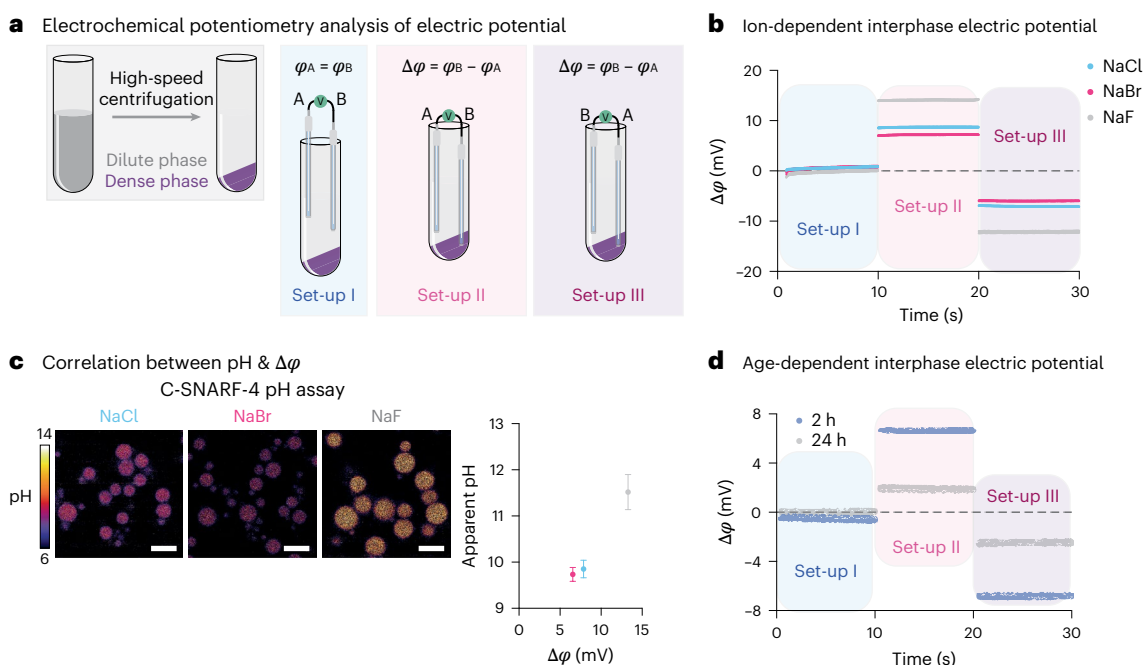 a Electrochemical potentiometry analysis of electric potential
High-speed
centrifugation
Dilute phase
Dense phase
φA = φB
A V B
Set-up I
Δφ = φB − φA
A V B
Set-up II
Δφ = φB − φA
B V A
Set-up III
b Ion-dependent interphase electric potential
20
10
0
−10
−20
Δφ (mV)
Set-up I
Set-up II
Set-up III
0 10 20 30
Time (s)
NaCl
NaBr
NaF
c Correlation between pH & Δφ
C-SNARF-4 pH assay
NaCl NaBr NaF
14
pH
6
13
12
11
10
9
Apparent pH
0 5 10 15
Δφ (mV)
d Age-dependent interphase electric potential
8
4
0
−4
−8
Δφ (mV)
2 h
24 h
Set-up I
Set-up II
Set-up III
0 10 20 30
Time (s)